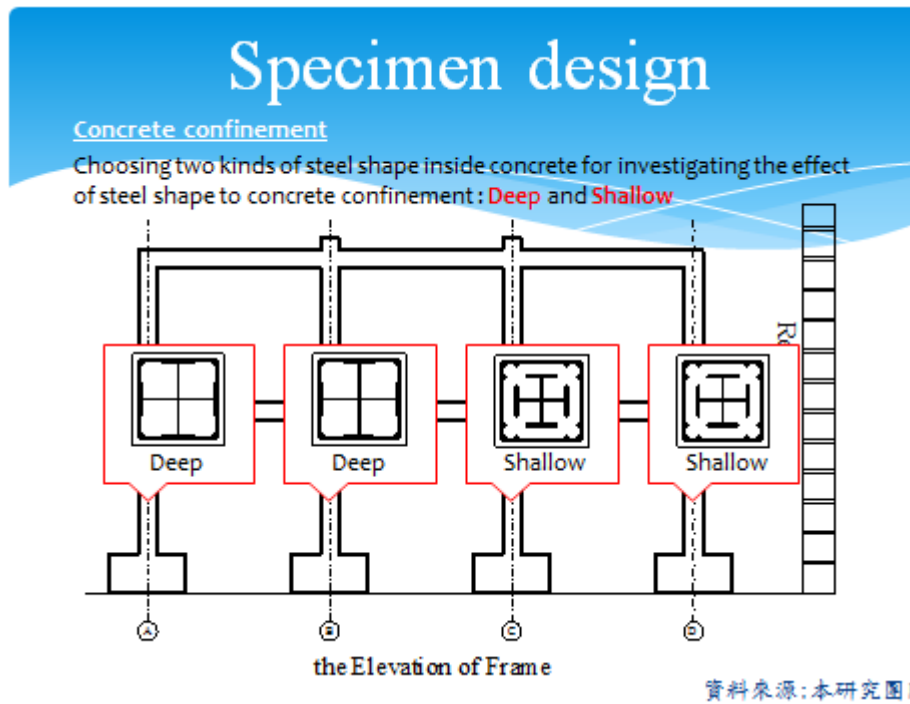 Specimen design
Concrete confinement
Choosing two kinds of steel shape inside concrete for investigating the effect
of steel shape to concrete confinement : Deep and Shallow
Deep
Deep
Shallow
Shallow
A
B
C
D
the Elevation of Frame
資料來源:本研究團